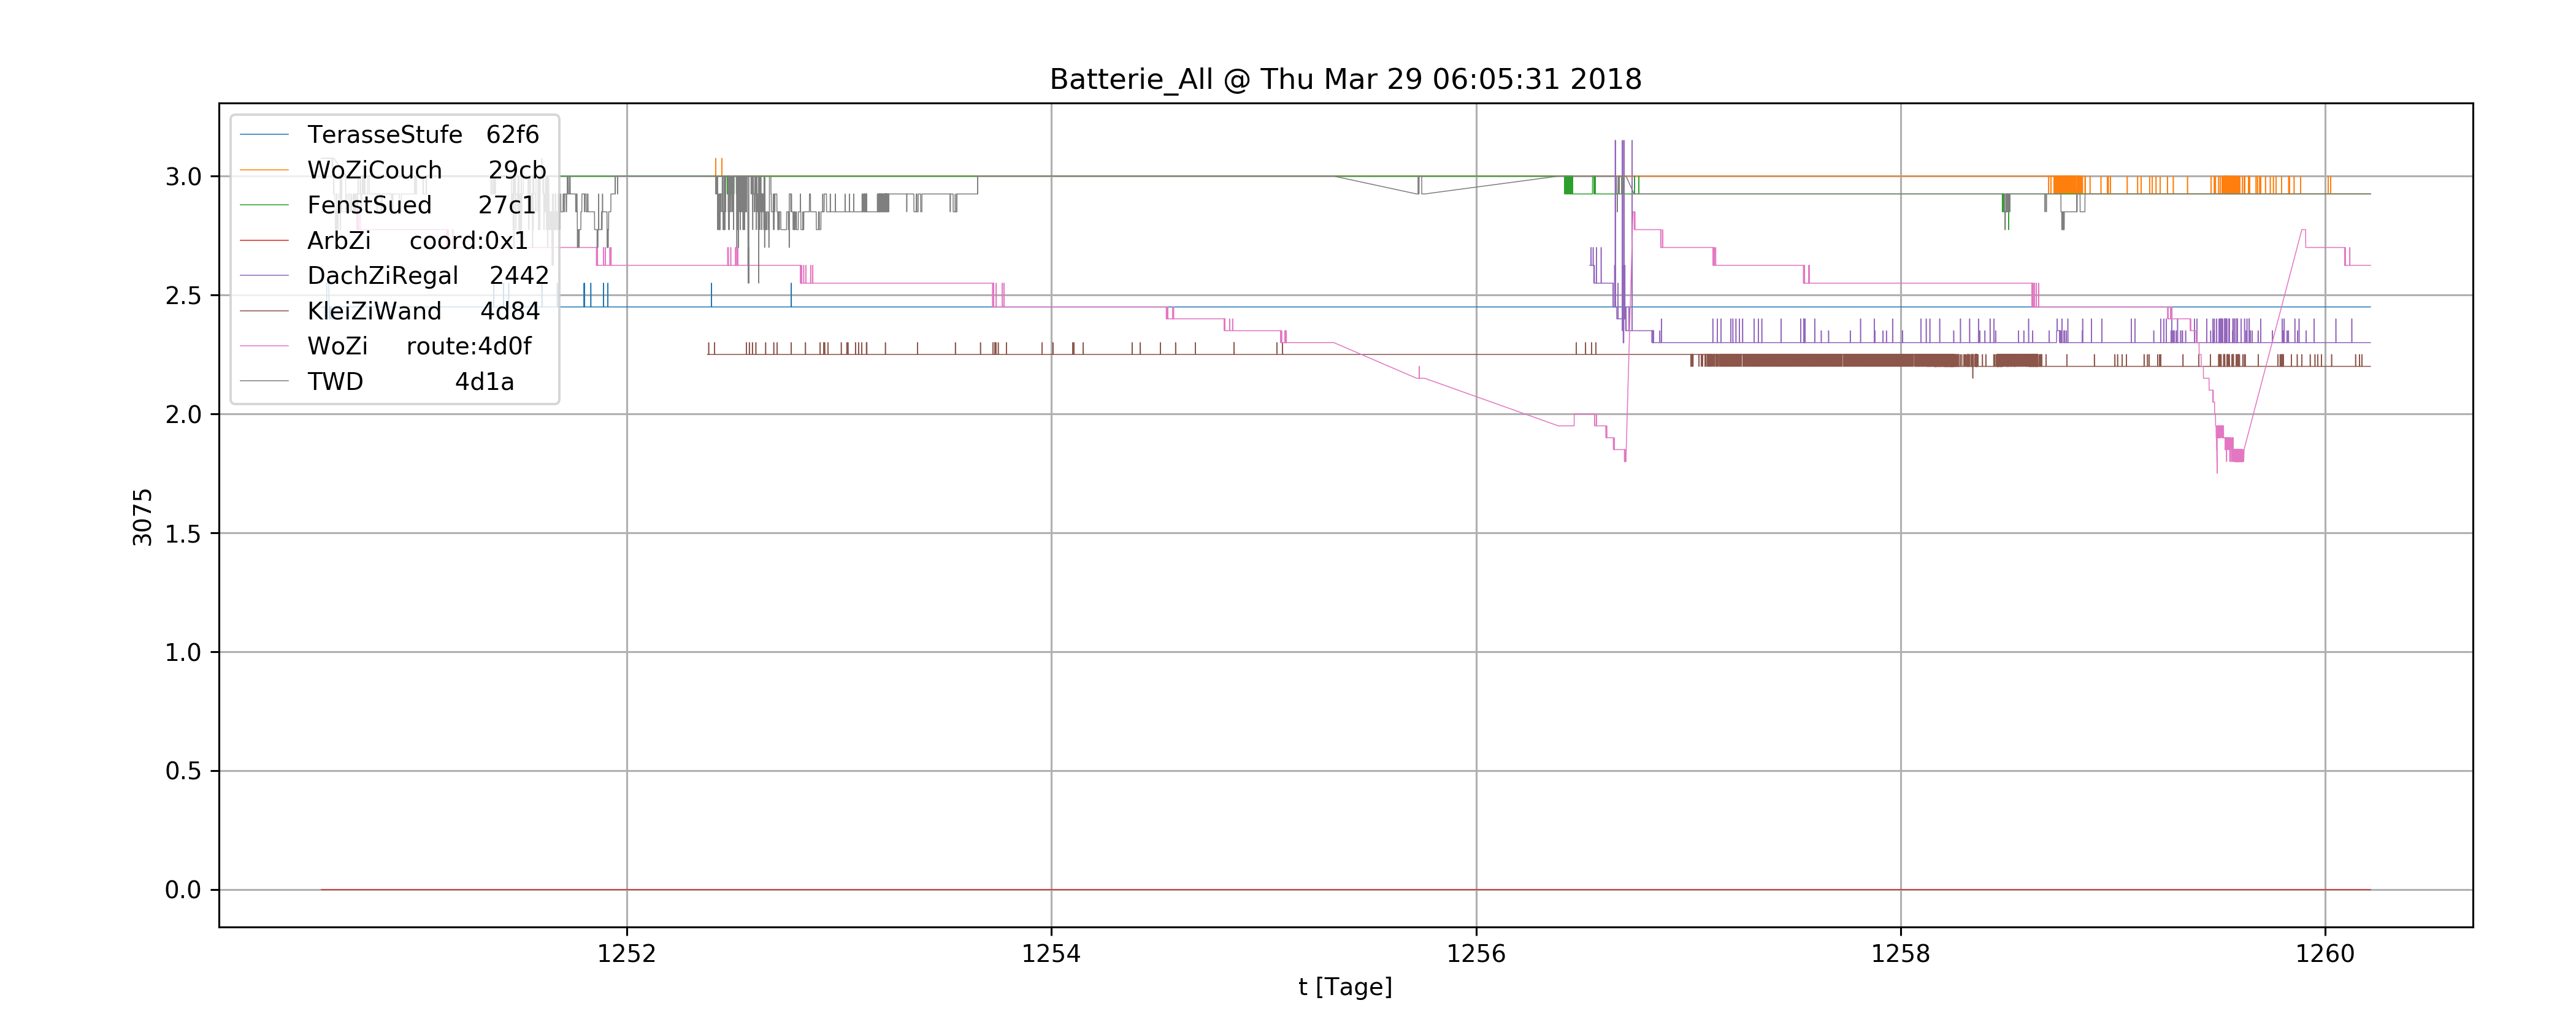 Batterie_All @ Thu Mar 29 06:05:31 2018
TerasseStufe 62f6
WoZiCouch 29cb
FenstSued 27c1
ArbZi coord:0x1
DachZiRegal 2442
KleiZiWand 4d84
WoZi route:4d0f
TWD 4d1a
3.0
2.5
2.0
1.5
1.0
0.5
0.0
3075
1252 1254 1256 1258 1260
t [Tage]